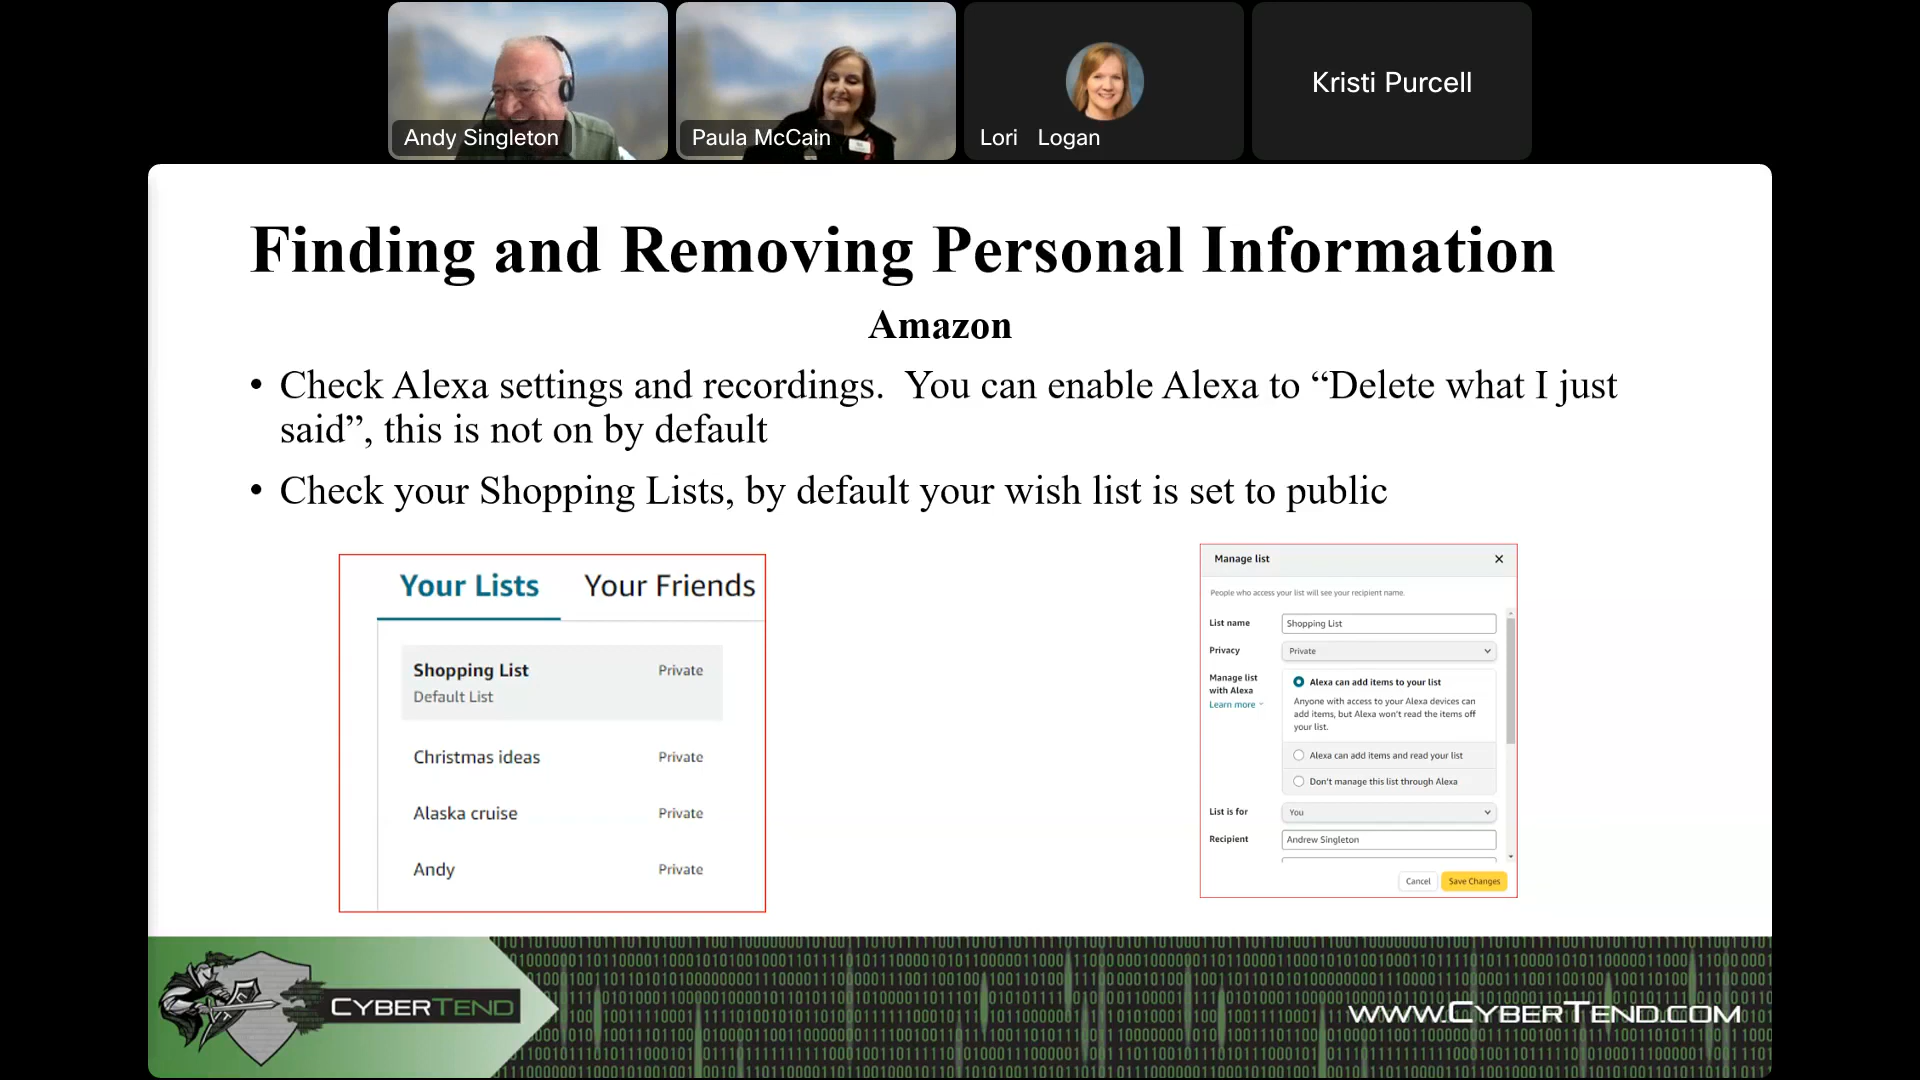 Andy Singleton
Paula McCain
Lori Logan
Kristi Purcell
Finding and Removing Personal Information
Amazon
• Check Alexa settings and recordings. You can enable Alexa to “Delete what I just
said”, this is not on by default
• Check your Shopping Lists, by default your wish list is set to public
Your Lists Your Friends
Shopping List Private
Default List
Christmas ideas Private
Alaska cruise Private
Andy Private
Manage list
People who access your list will see your recipient name.
List name Shopping List
Privacy Private
Manage list
with Alexa
Learn more
Alexa can add items to your list
Anyone with access to your Alexa devices can
add items, but Alexa won't read the items off
your list.
Alexa can add items and read your list
Don't manage this list through Alexa
List is for You
Recipient Andrew Singleton
Cancel Save Changes
CYBERTEND
WWW.CYBERTEND.COM